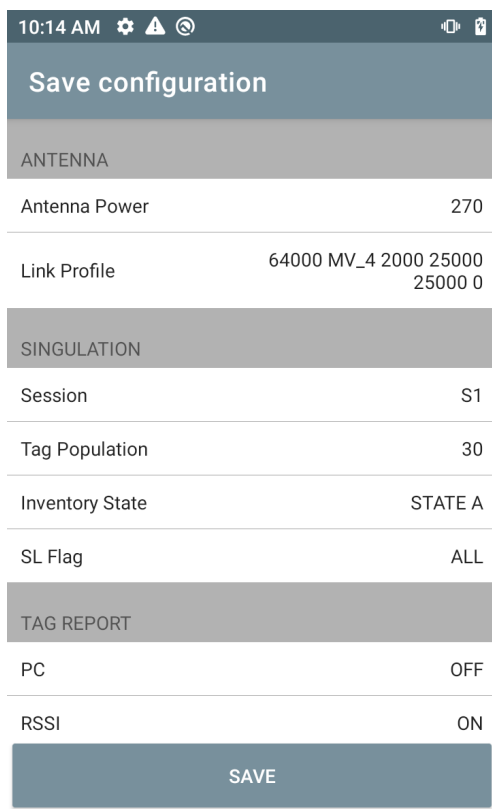 10:14 AM
Save configuration
ANTENNA
Antenna Power 270
Link Profile 64000 MV_4 2000 25000
25000 0
SINGULATION
Session S1
Tag Population 30
Inventory State STATE A
SL Flag ALL
TAG REPORT
PC OFF
RSSI ON
SAVE